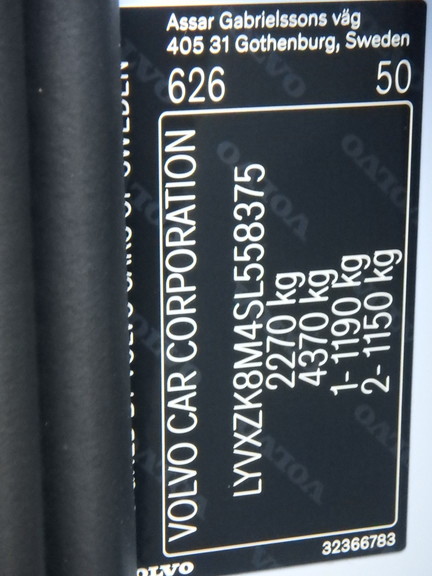 Assar Gabrielssons väg
405 31 Gothenburg, Sweden
626 50
VOLVO CAR CORPORATION
LYVXZK8M4SL558375
2270 kg
4370 kg
1- 1190 kg
2- 1150 kg
32366783
VOLVO